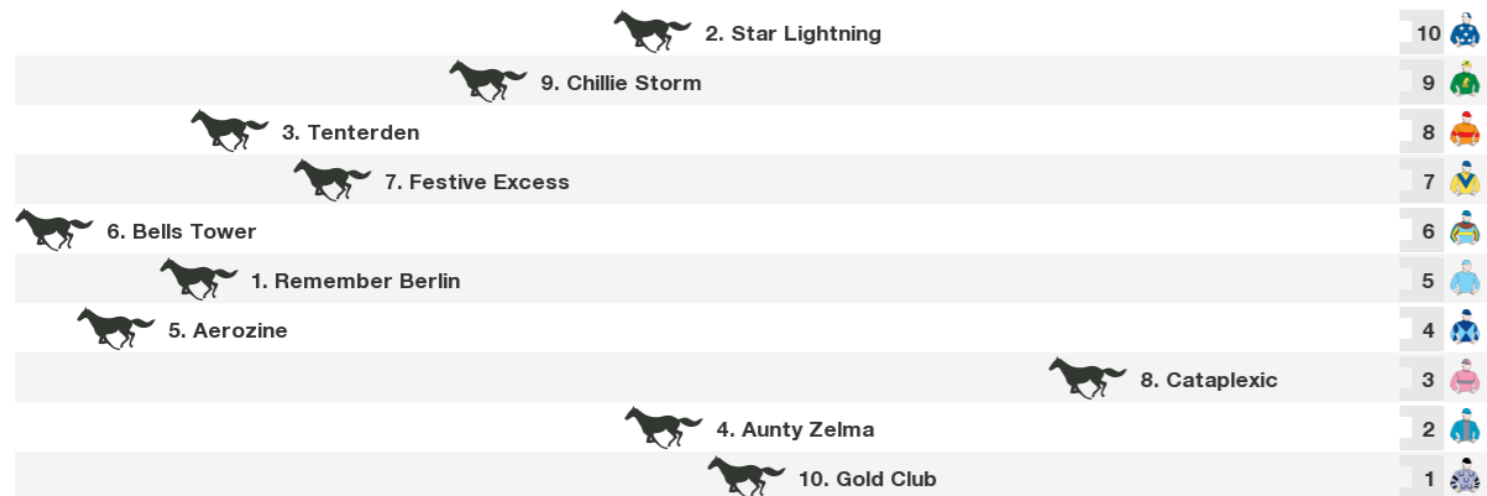 2. Star Lightning 10
9. Chillie Storm 9
3. Tenterden 8
7. Festive Excess 7
6. Bells Tower 6
1. Remember Berlin 5
5. Aerozine 4
8. Cataplexic 3
4. Aunty Zelma 2
10. Gold Club 1